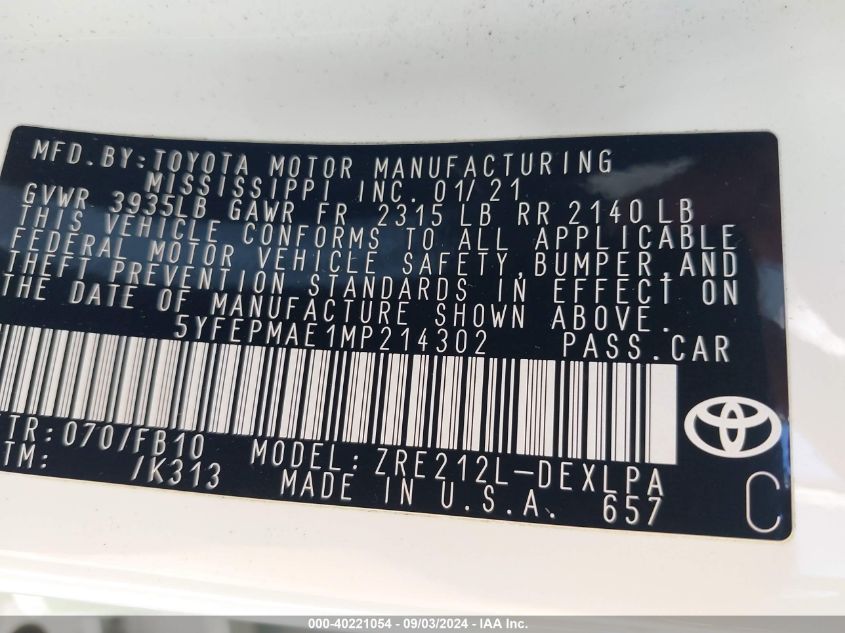 MFD.BY:TOYOTA MOTOR MANUFACTURING
MISSISSIPPI INC. 01/21
GVWR 3935LB GAWR FR 2315 LB RR 2140 LB
THIS VEHICLE CONFORMS TO ALL APPLICABLE
FEDERAL MOTOR VEHICLE SAFETY,BUMPER,AND
THEFT PREVENTION STANDARDS IN EFFECT ON
THE DATE OF MANUFACTURE SHOWN ABOVE.
5YFEPMAE1MP214302 PASS.CAR
TR:070/FB10 MODEL:ZRE212L-DEXLPA
TM: /K313 MADE IN U.S.A. 657 C
000-40221054 - 09/03/2024 - IAA Inc.